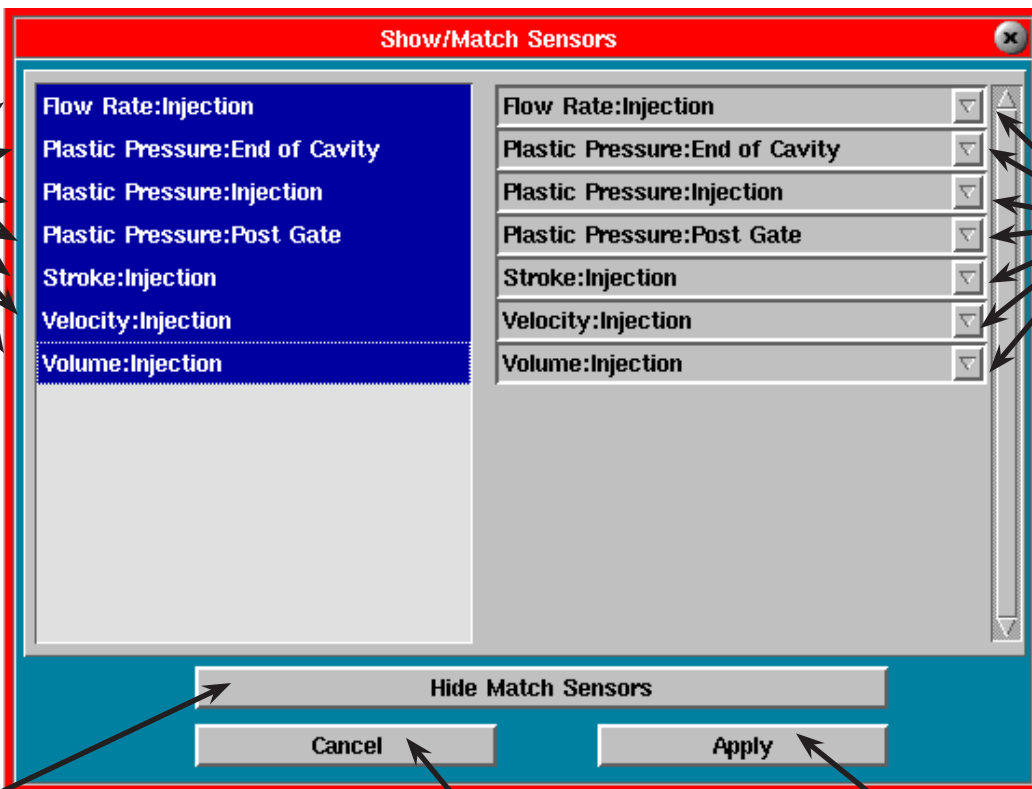 Show/Match Sensors
Flow Rate:Injection
Plastic Pressure:End of Cavity
Plastic Pressure:Injection
Plastic Pressure:Post Gate
Stroke:Injection
Velocity:Injection
Volume:Injection
Flow Rate:Injection
Plastic Pressure:End of Cavity
Plastic Pressure:Injection
Plastic Pressure:Post Gate
Stroke:Injection
Velocity:Injection
Volume:Injection
Hide Match Sensors
Cancel
Apply